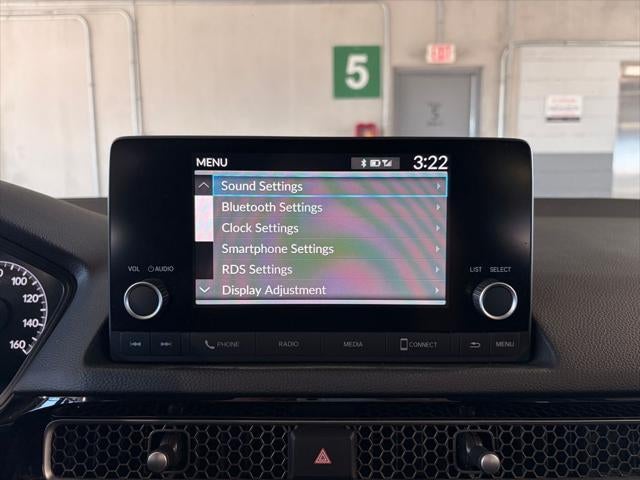 5
EXIT
3
MENU 3:22
Sound Settings
Bluetooth Settings
Clock Settings
Smartphone Settings
RDS Settings
Display Adjustment
VOL AUDIO
LIST SELECT
PHONE RADIO MEDIA CONNECT MENU
100
120
140
160